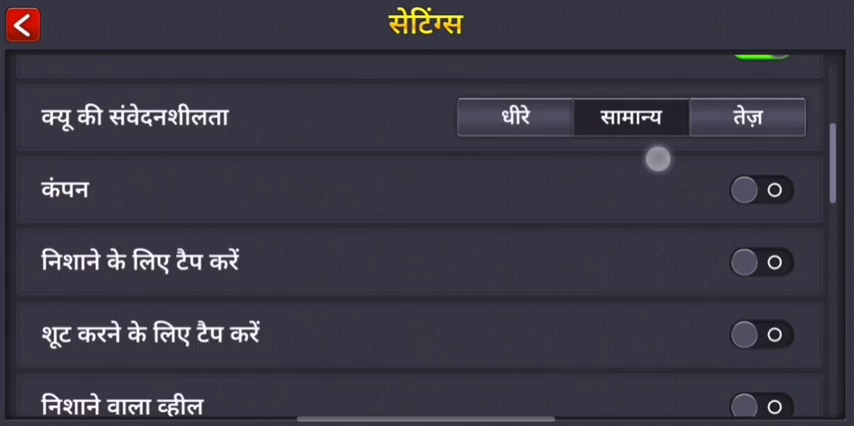 सेटिंग्स
क्यू की संवेदनशीलता धीरे सामान्य तेज़
कंपन
निशाने के लिए टैप करें
शूट करने के लिए टैप करें
निशाने वाला व्हील